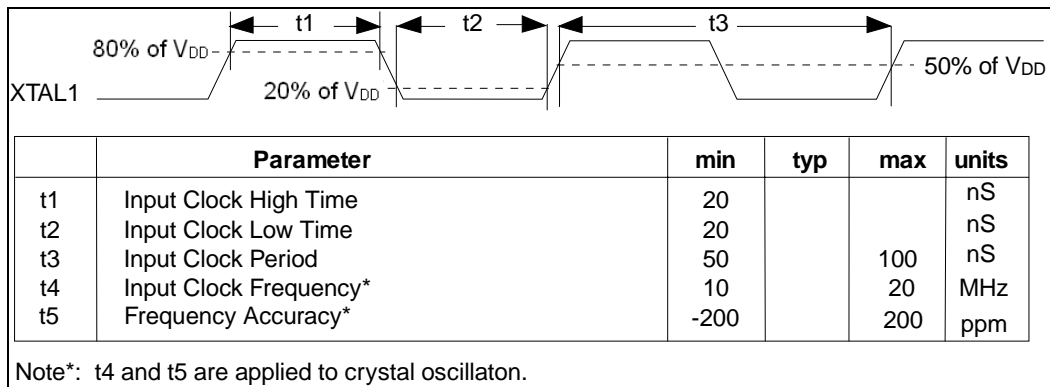 t1 t2 t3
80% of VDD
50% of VDD
XTAL1
20% of VDD
Parameter min typ max units
t1 Input Clock High Time 20 nS
t2 Input Clock Low Time 20 nS
t3 Input Clock Period 50 100 nS
t4 Input Clock Frequency* 10 20 MHz
t5 Frequency Accuracy* -200 200 ppm
Note*: t4 and t5 are applied to crystal oscillaton.